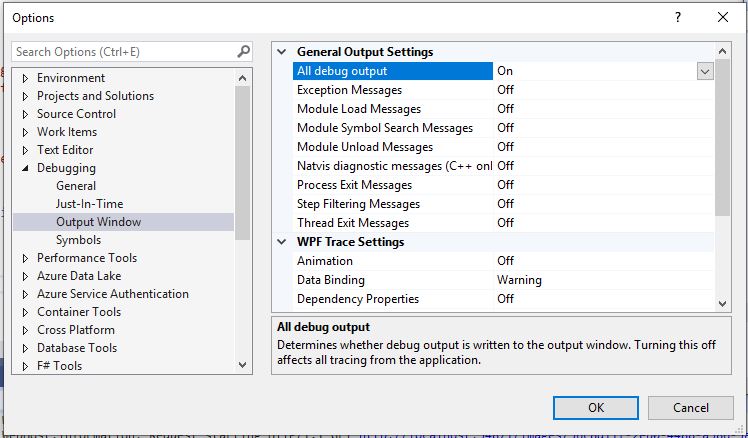 Options
? ✕
Search Options (Ctrl+E)
Environment
Projects and Solutions
Source Control
Work Items
Text Editor
Debugging
General
Just-In-Time
Output Window
Symbols
Performance Tools
Azure Data Lake
Azure Service Authentication
Container Tools
Cross Platform
Database Tools
F# Tools
General Output Settings
All debug output On
Exception Messages Off
Module Load Messages Off
Module Symbol Search Messages Off
Module Unload Messages Off
Natvis diagnostic messages (C++ onl Off
Process Exit Messages Off
Step Filtering Messages Off
Thread Exit Messages Off
WPF Trace Settings
Animation Off
Data Binding Warning
Dependency Properties Off
All debug output
Determines whether debug output is written to the output window. Turning this off
affects all tracing from the application.
OK Cancel